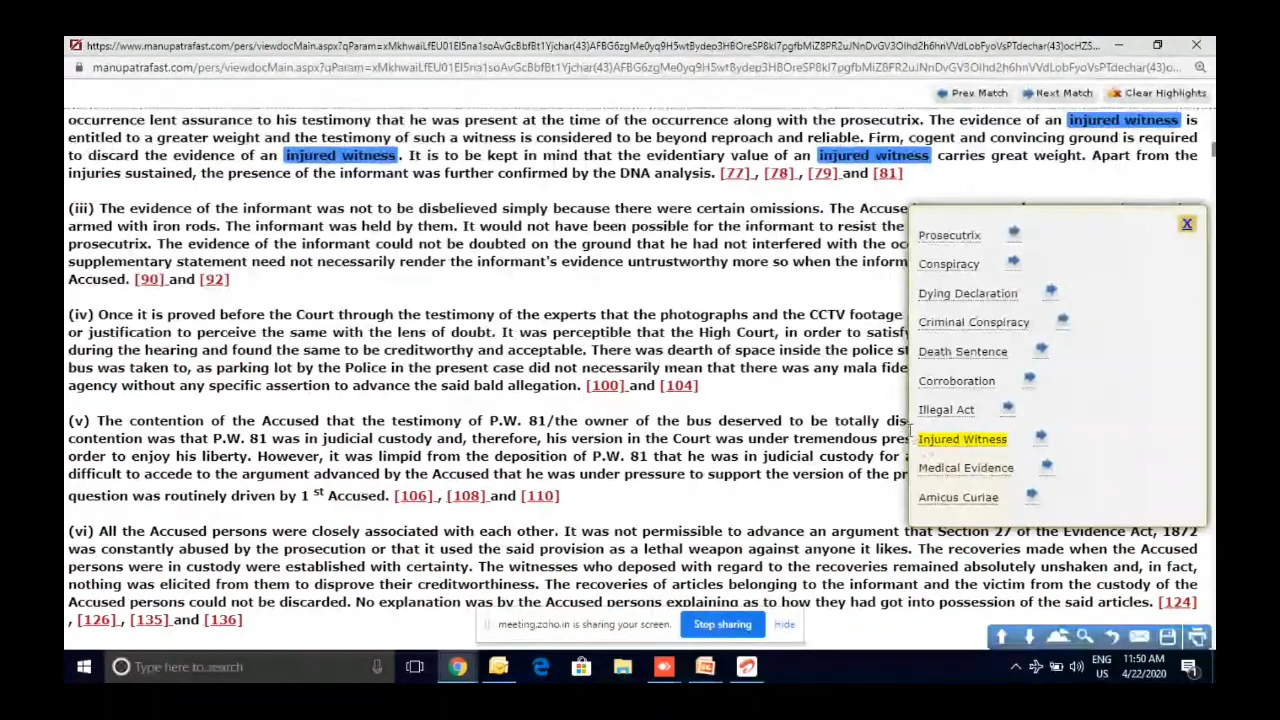 https://www.manupatrafast.com/pers/viewdocMain.aspx?
manupatrafast.com/pers/viewdocMain.aspx?
Prev Match Next Match Clear Highlights
occurrence lent assurance to his testimony that he was present at the time of the occurrence along with the prosecutrix. The evidence of an injured witness is
entitled to a greater weight and the testimony of such a witness is considered to be beyond reproach and reliable. Firm, cogent and convincing ground is required
to discard the evidence of an injured witness. It is to be kept in mind that the evidentiary value of an injured witness carries great weight. Apart from the
injuries sustained, the presence of the informant was further confirmed by the DNA analysis. [77] , [78] , [79] and [81]
(iii) The evidence of the informant was not to be disbelieved simply because there were certain omissions. The
armed with iron rods. The informant was held by them. It would not have been possible for the informant to resist the
prosecutrix. The evidence of the informant could not be doubted on the ground that he had not interfered with the
supplementary statement need not necessarily render the informant's evidence untrustworthy more so when the
Accused. [90] and [92]
(iv) Once it is proved before the Court through the testimony of the experts that the photographs and the CCTV footage
or justification to perceive the same with the lens of doubt. It was perceptible that the High Court, in order to
during the hearing and found the same to be creditworthy and acceptable. There was dearth of space inside the police
bus was taken to, as parking lot by the Police in the present case did not necessarily mean that there was any mala
agency without any specific assertion to advance the said bald allegation. [100] and [104]
(v) The contention of the Accused that the testimony of P.W. 81/the owner of the bus deserved to be totally
contention was that P.W. 81 was in judicial custody and, therefore, his version in the Court was under tremendous
order to enjoy his liberty. However, it was limpid from the deposition of P.W. 81 that he was in judicial custody for
difficult to accede to the argument advanced by the Accused that he was under pressure to support the version of the
question was routinely driven by 1 st Accused. [106] , [108] and [110]
Prosecutrix
Conspiracy
Dying Declaration
Criminal Conspiracy
Death Sentence
Corroboration
Illegal Act
Injured Witness
Medical Evidence
Amicus Curiae
X
(vi) All the Accused persons were closely associated with each other. It was not permissible to advance an argument that Section 27 of the Evidence Act, 1872
was constantly abused by the prosecution or that it used the said provision as a lethal weapon against anyone it likes. The recoveries made when the Accused
persons were in custody were established with certainty. The witnesses who deposed with regard to the recoveries remained absolutely unshaken and, in fact,
nothing was elicited from them to disprove their creditworthiness. The recoveries of articles belonging to the informant and the victim from the custody of the
Accused persons could not be discarded. No explanation was by the Accused persons explaining as to how they had got into possession of the said articles. [124]
, [126] , [135] and [136]
meeting.zoho.in is sharing your screen. Stop sharing Hide
Type here to search
ENG
US
11:50 AM
4/22/2020
1